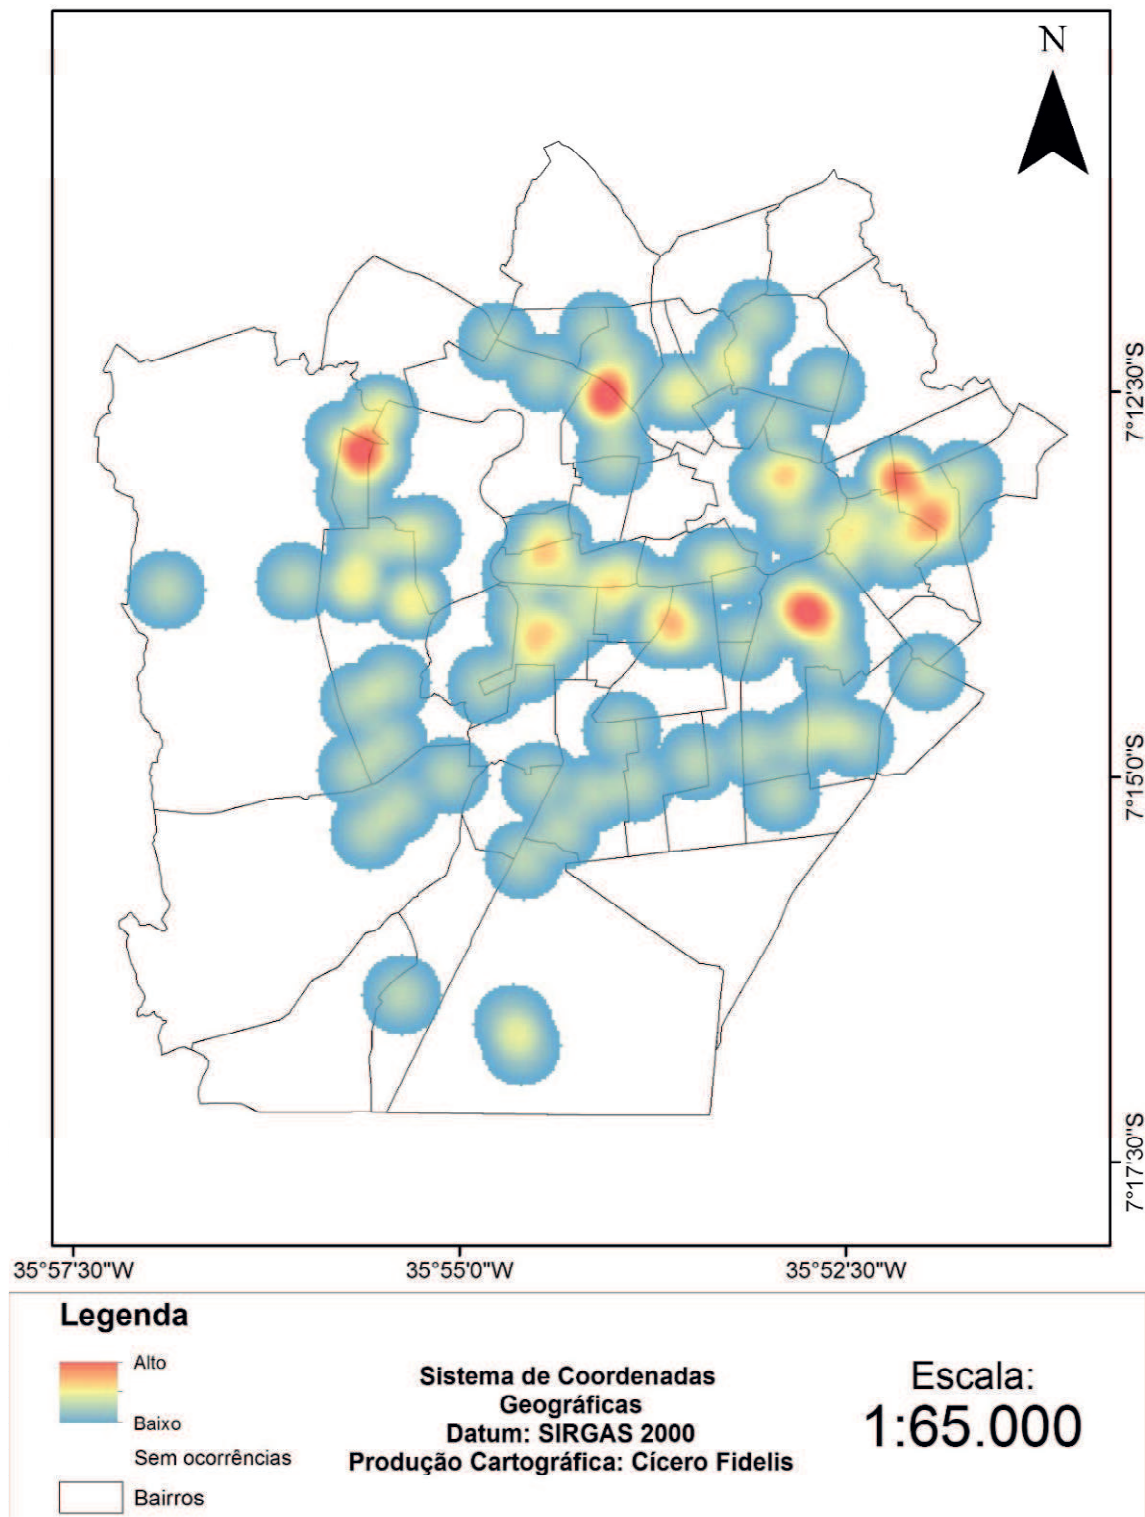 N
7°12'30"S
7°15'0"S
7°17'30"S
35°57'30"W
35°55'0"W
35°52'30"W
Legenda
Alto
Baixo
Sem ocorrências
Bairros
Sistema de Coordenadas
Geográficas
Datum: SIRGAS 2000
Produção Cartográfica: Cícero Fidelis
Escala:
1:65.000